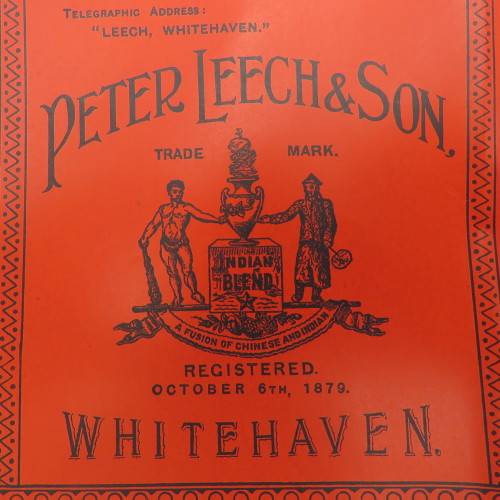 TELEGRAPHIC ADDRESS:
"LEECH, WHITEHAVEN."
PETER LEECH & SON,
TRADE MARK.
INDIAN
BLEND
A FUSION OF CHINESE AND INDIAN
REGISTERED.
OCTOBER 6TH, 1879.
WHITEHAVEN.